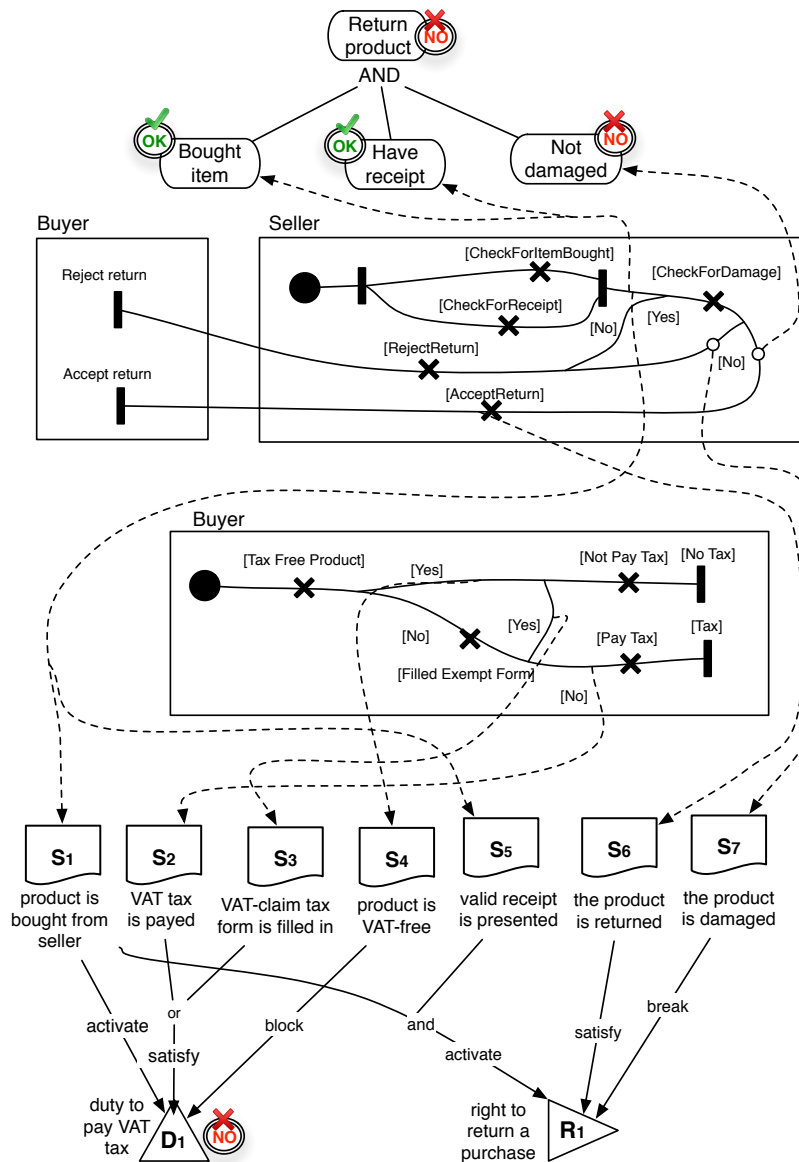 Return
product
NO
AND
OK
Bought
item
OK
Have
receipt
NO
Not
damaged
Buyer
Seller
Reject return
Accept return
[CheckForItemBought]
[CheckForReceipt]
[CheckForDamage]
[No]
[Yes]
[RejectReturn]
[No]
[AcceptReturn]
Buyer
[Tax Free Product]
[Yes]
[Not Pay Tax]
[No Tax]
[No]
[Yes]
[Pay Tax]
[Tax]
[Filled Exempt Form]
[No]
S1
S2
S3
S4
S5
S6
S7
product is
bought from
seller
VAT tax
is payed
VAT-claim tax
form is filled in
product is
VAT-free
valid receipt
is presented
the product
is returned
the product
is damaged
activate
or
satisfy
block
and
activate
satisfy
break
duty to
pay VAT
tax
D1
NO
right to
return a
purchase
R1